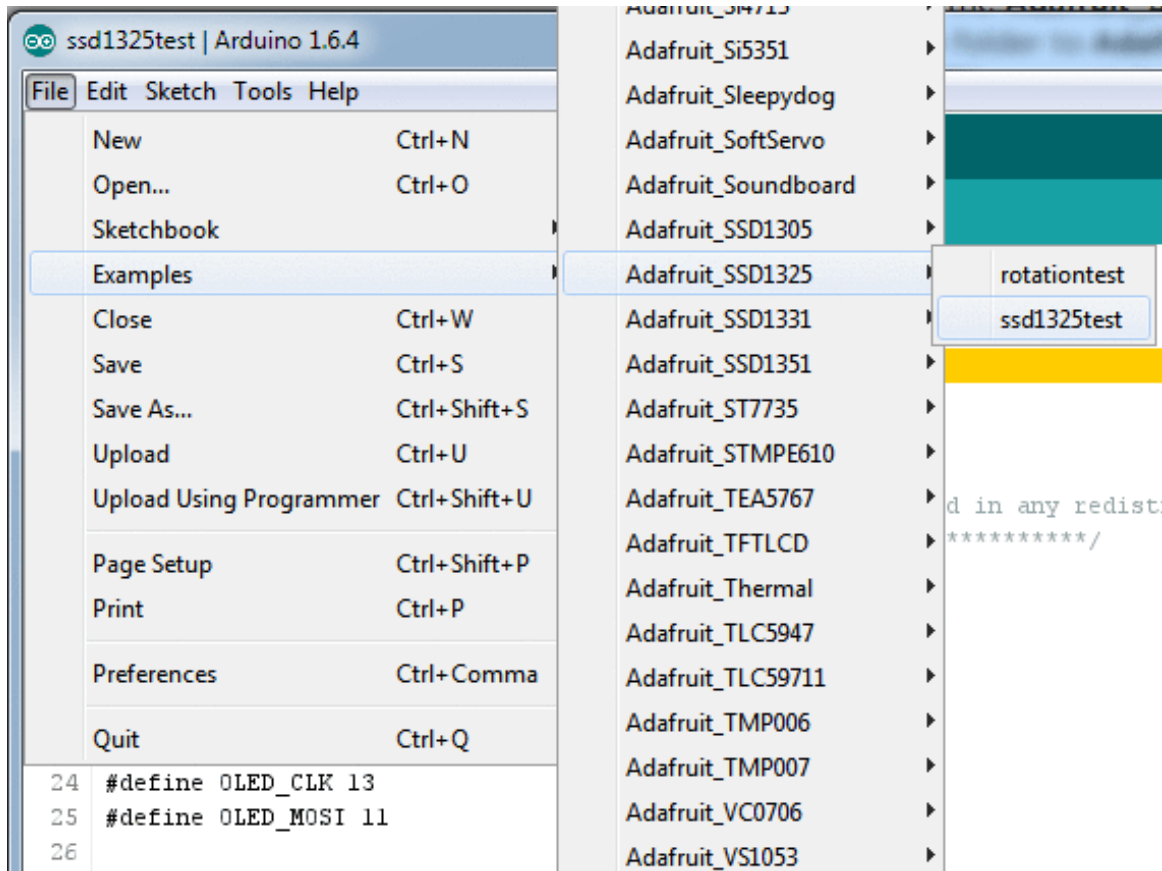 ssd1325test | Arduino 1.6.4
File Edit Sketch Tools Help
New Ctrl+N
Open... Ctrl+O
Sketchbook
Examples
Close Ctrl+W
Save Ctrl+S
Save As... Ctrl+Shift+S
Upload Ctrl+U
Upload Using Programmer Ctrl+Shift+U
Page Setup Ctrl+Shift+P
Print Ctrl+P
Preferences Ctrl+Comma
Quit Ctrl+Q
24 #define OLED_CLK 13
25 #define OLED_MOSI 11
26
Adafruit_Si4713
Adafruit_Si5351
Adafruit_Sleepydog
Adafruit_SoftServo
Adafruit_Soundboard
Adafruit_SSD1305
Adafruit_SSD1325
Adafruit_SSD1331
Adafruit_SSD1351
Adafruit_ST7735
Adafruit_STMPE610
Adafruit_TEA5767
Adafruit_TFTLCD
Adafruit_Thermal
Adafruit_TLC5947
Adafruit_TLC59711
Adafruit_TMP006
Adafruit_TMP007
Adafruit_VC0706
Adafruit_VS1053
rotationtest
ssd1325test
folder to
d in any redist
**********/